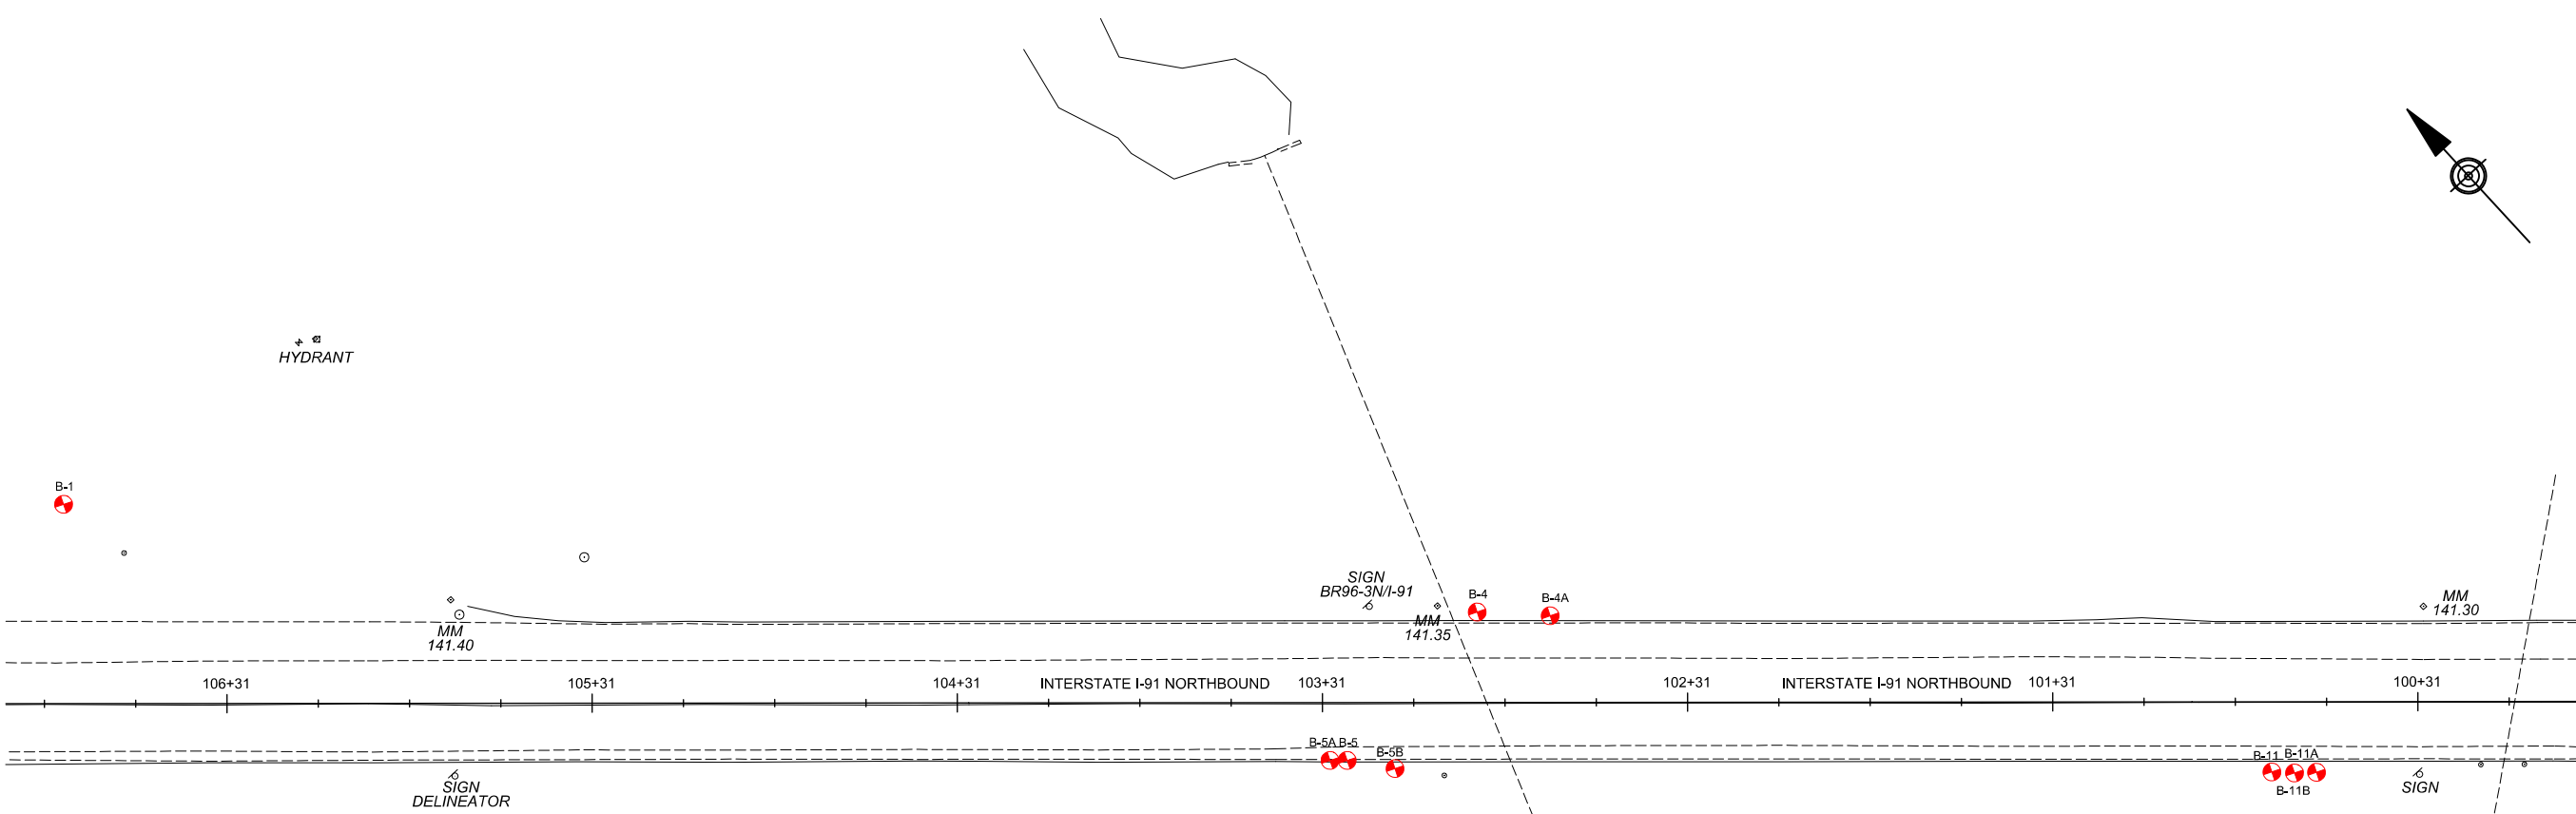 HYDRANT
B-1
SIGN
BR96-3N/I-91
B-4
B-4A
MM
141.30
MM
141.35
MM
141.40
106+31
105+31
104+31
INTERSTATE I-91 NORTHBOUND
103+31
102+31
INTERSTATE I-91 NORTHBOUND
101+31
100+31
B-5A B-5
B-5B
B-11
B-11A
B-11B
SIGN
DELINEATOR
SIGN